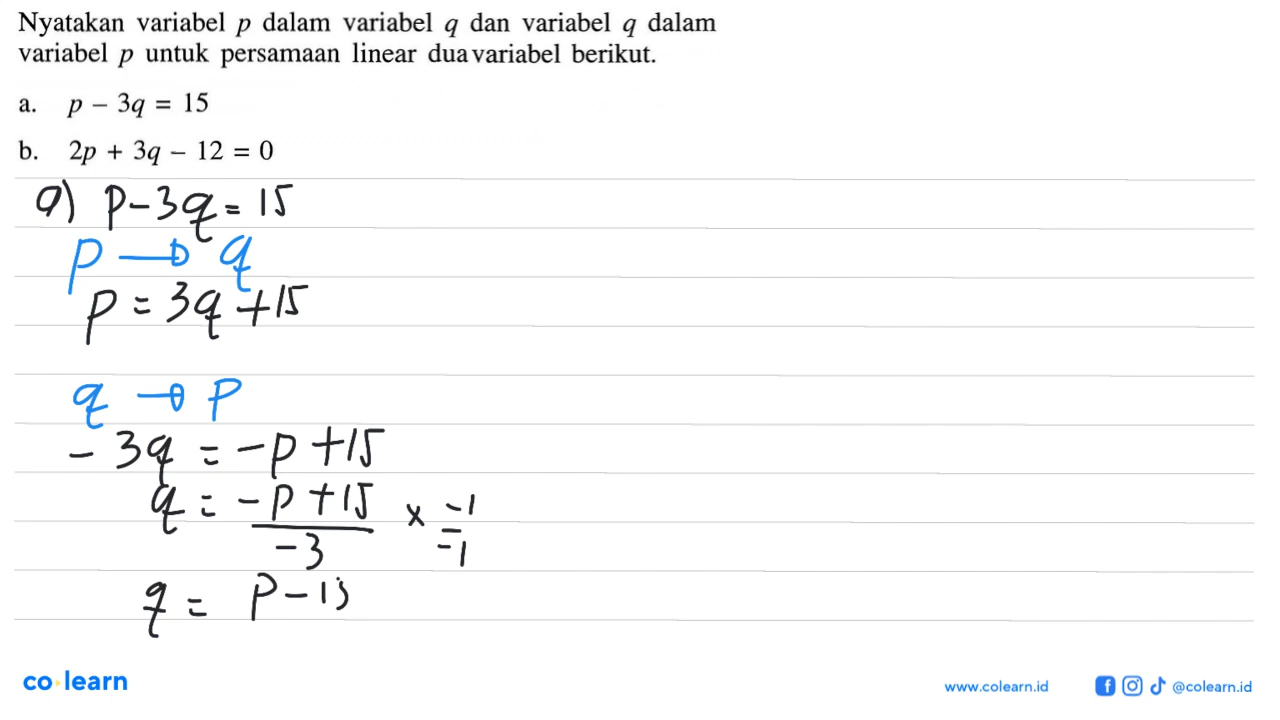 Nyatakan variabel p dalam variabel q dan variabel q dalam
variabel p untuk persamaan linear dua variabel berikut.
a. p – 3q = 15
b. 2p + 3q – 12 = 0
a) p – 3q = 15
p → q
p = 3q + 15
q → p
– 3q = – p + 15
q = – p + 15 / – 3 × – 1 / – 1
q = p – 15
co learn
www.colearn.id @colearn.id